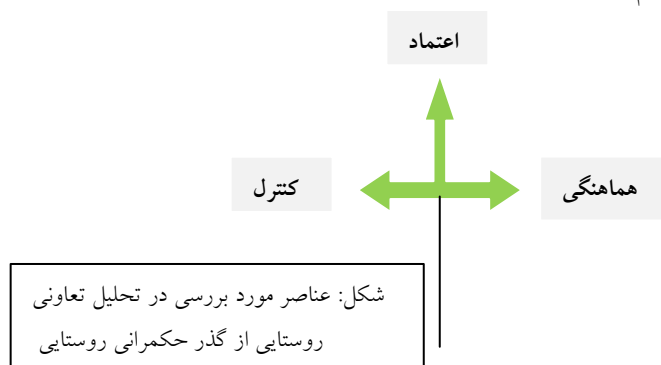 اعتماد
هماهنگی
کنترل
شکل: عناصر مورد بررسی در تحلیل تعاونی
روستایی از گذر حکمرانی روستایی